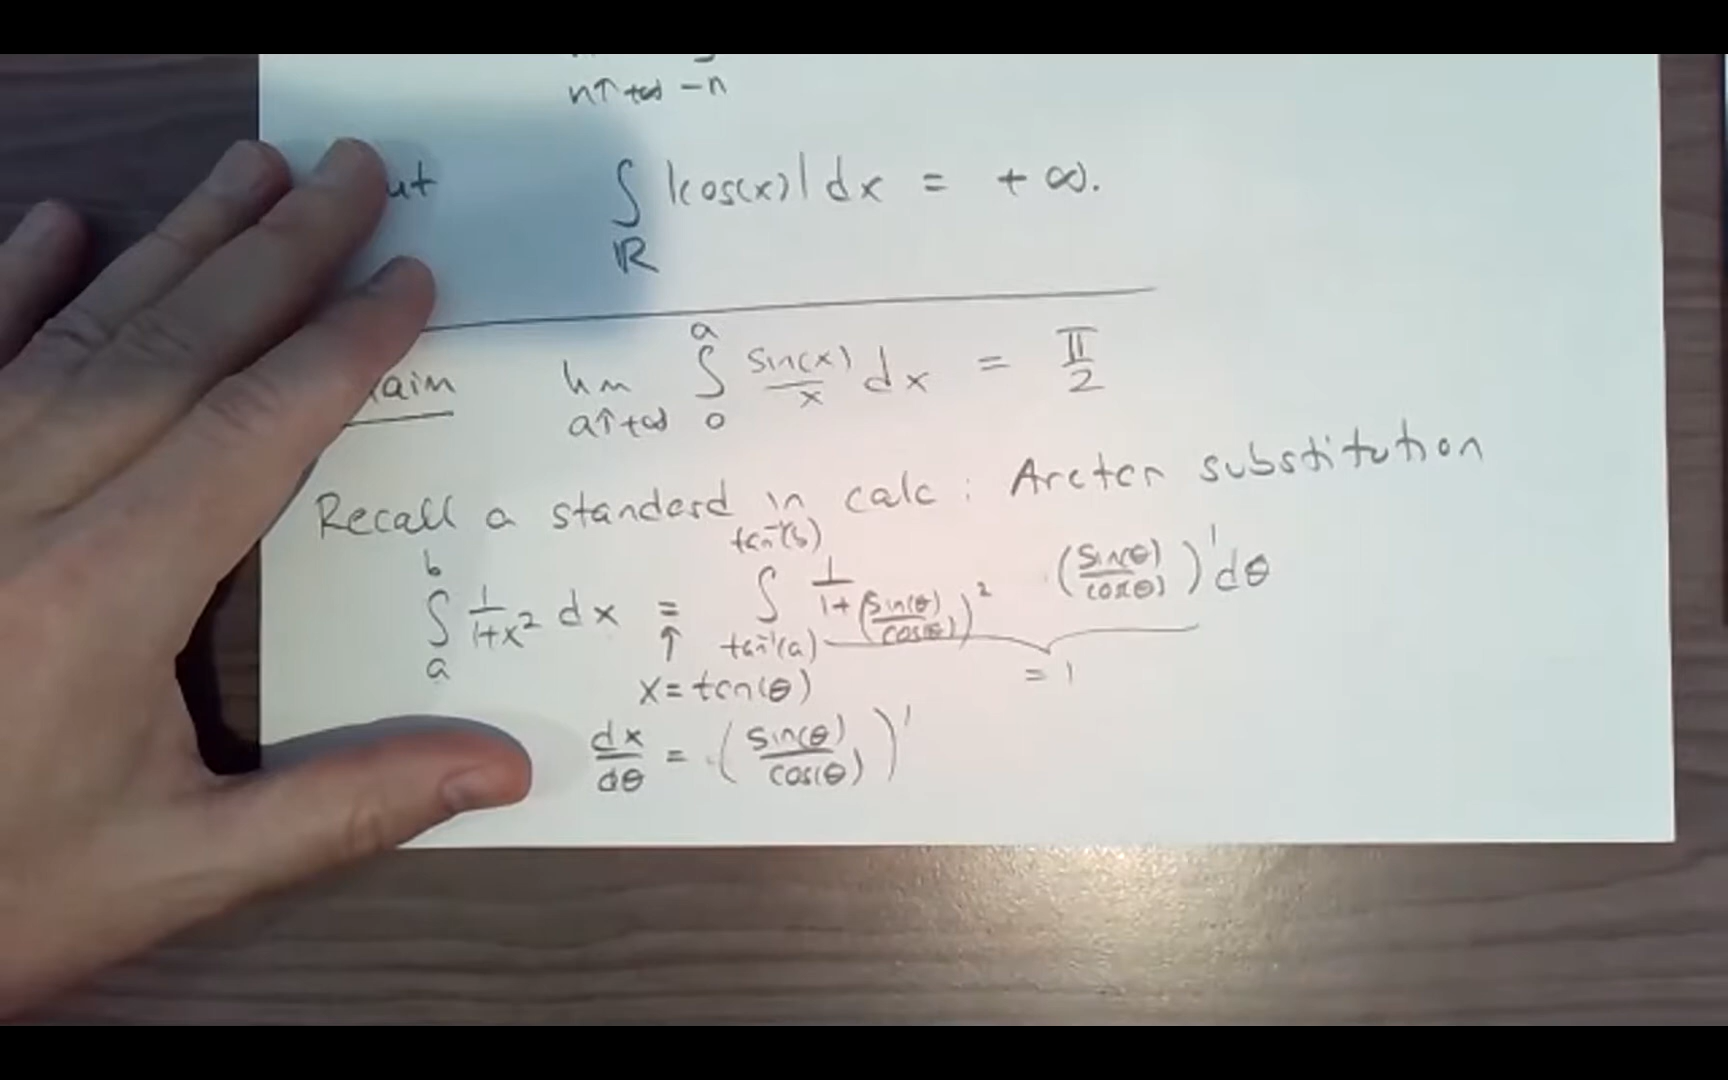 n↑+∞ -n
ut ∫_ℝ |cos(x)| dx = +∞.
aim lim_{a↑+∞} ∫_0^a sin(x)/x dx = π/2
Recall a standard in calc: Arctan substitution
∫_a^b 1/(1+x²) dx = ∫_{tan⁻¹(a)}^{tan⁻¹(b)} 1/(1+(sin(θ)/cos(θ))²) (sin(θ)/cos(θ))' dθ
↑ = 1
x = tan(θ)
dx/dθ = (sin(θ)/cos(θ))'